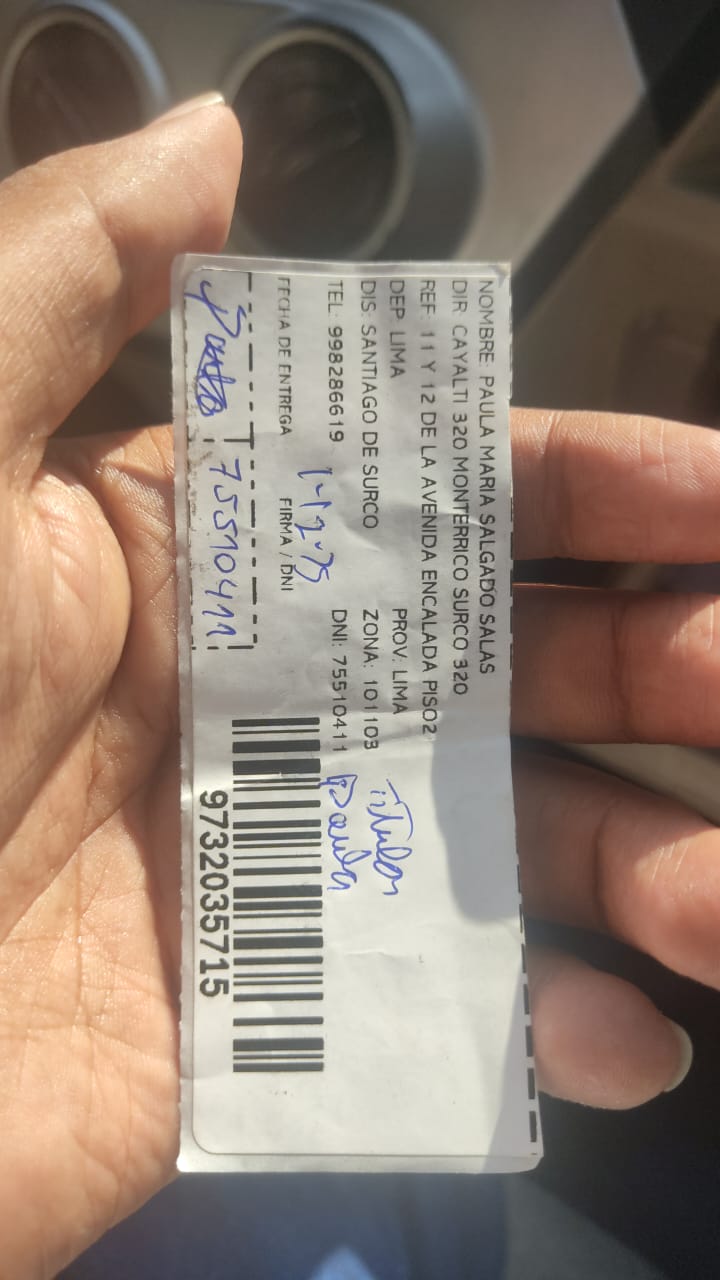 NOMBRE: PAULA MARIA SALGADO SALAS
DIR: CAYALTI 320 MONTERRICO SURCO 320
REF: 11 Y 12 DE LA AVENIDA ENCALADA PISO2
DEP: LIMA PROV: LIMA
DIS: SANTIAGO DE SURCO ZONA: 101103
Titular
TEL: 998286619 DNI: 75510411
Paula
FECHA DE ENTREGA FIRMA / DNI
75510411
9732035715